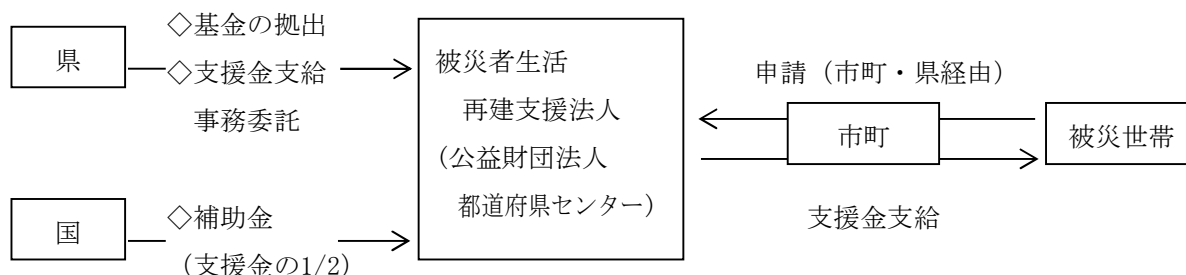 県
◇基金の拠出
◇支援金支給
事務委託
国
◇補助金
(支援金の1/2)
被災者生活
再建支援法人
(公益財団法人
都道府県センター)
申請(市町・県経由)
市町
被災世帯
支援金支給